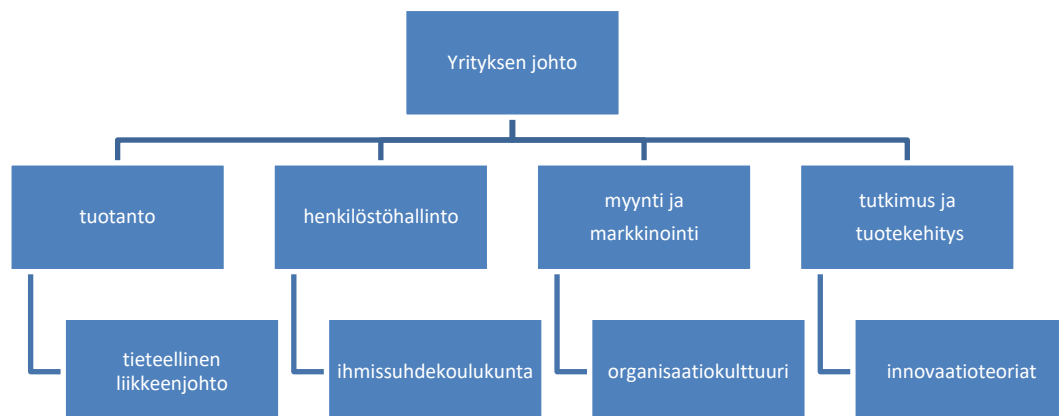 Yrityksen johto
tuotanto
henkilöstöhallinto
myynti ja
markkinointi
tutkimus ja
tuotekehitys
tieteellinen
liikkeenjohto
ihmissuhdekoulukunta
organisaatiokulttuuri
innovaatioteoriat